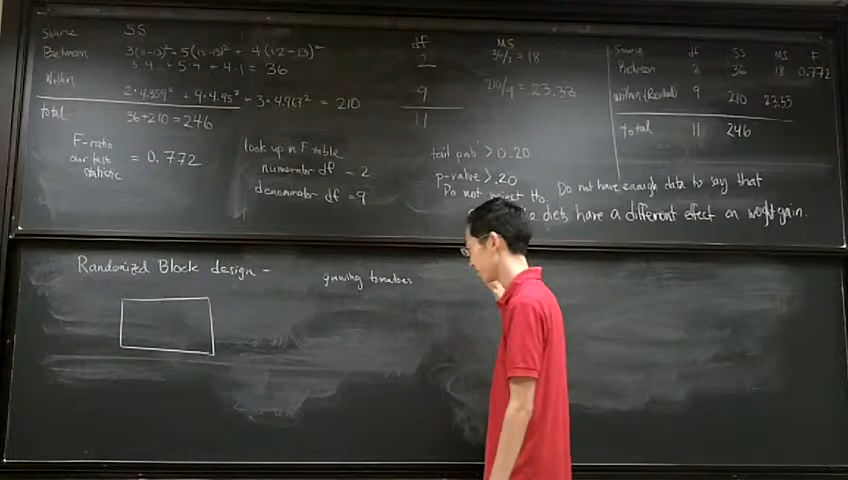 Source SS
Between 3(11-13)² + 5(15-13)² + 4(12-13)²
3·4 + 5·4 + 4·1 = 36
Within
2·4.359² + 4·4.95² + 3·4.967² = 210
total 36+210=246
df
2
9
11
MS
36/2 = 18
210/9 = 23.33
Source df SS MS F
Between 2 36 18 0.772
within (Residual) 9 210 23.33
total 11 246
F-ratio
our test
statistic
= 0.772
look up in F table
numerator df = 2
denominator df = 9
tail prob > 0.20
p-value > .20
Do not reject H₀. Do not have enough data to say that
diets have a different effect on weight gain.
Randomized Block design -
growing tomatoes